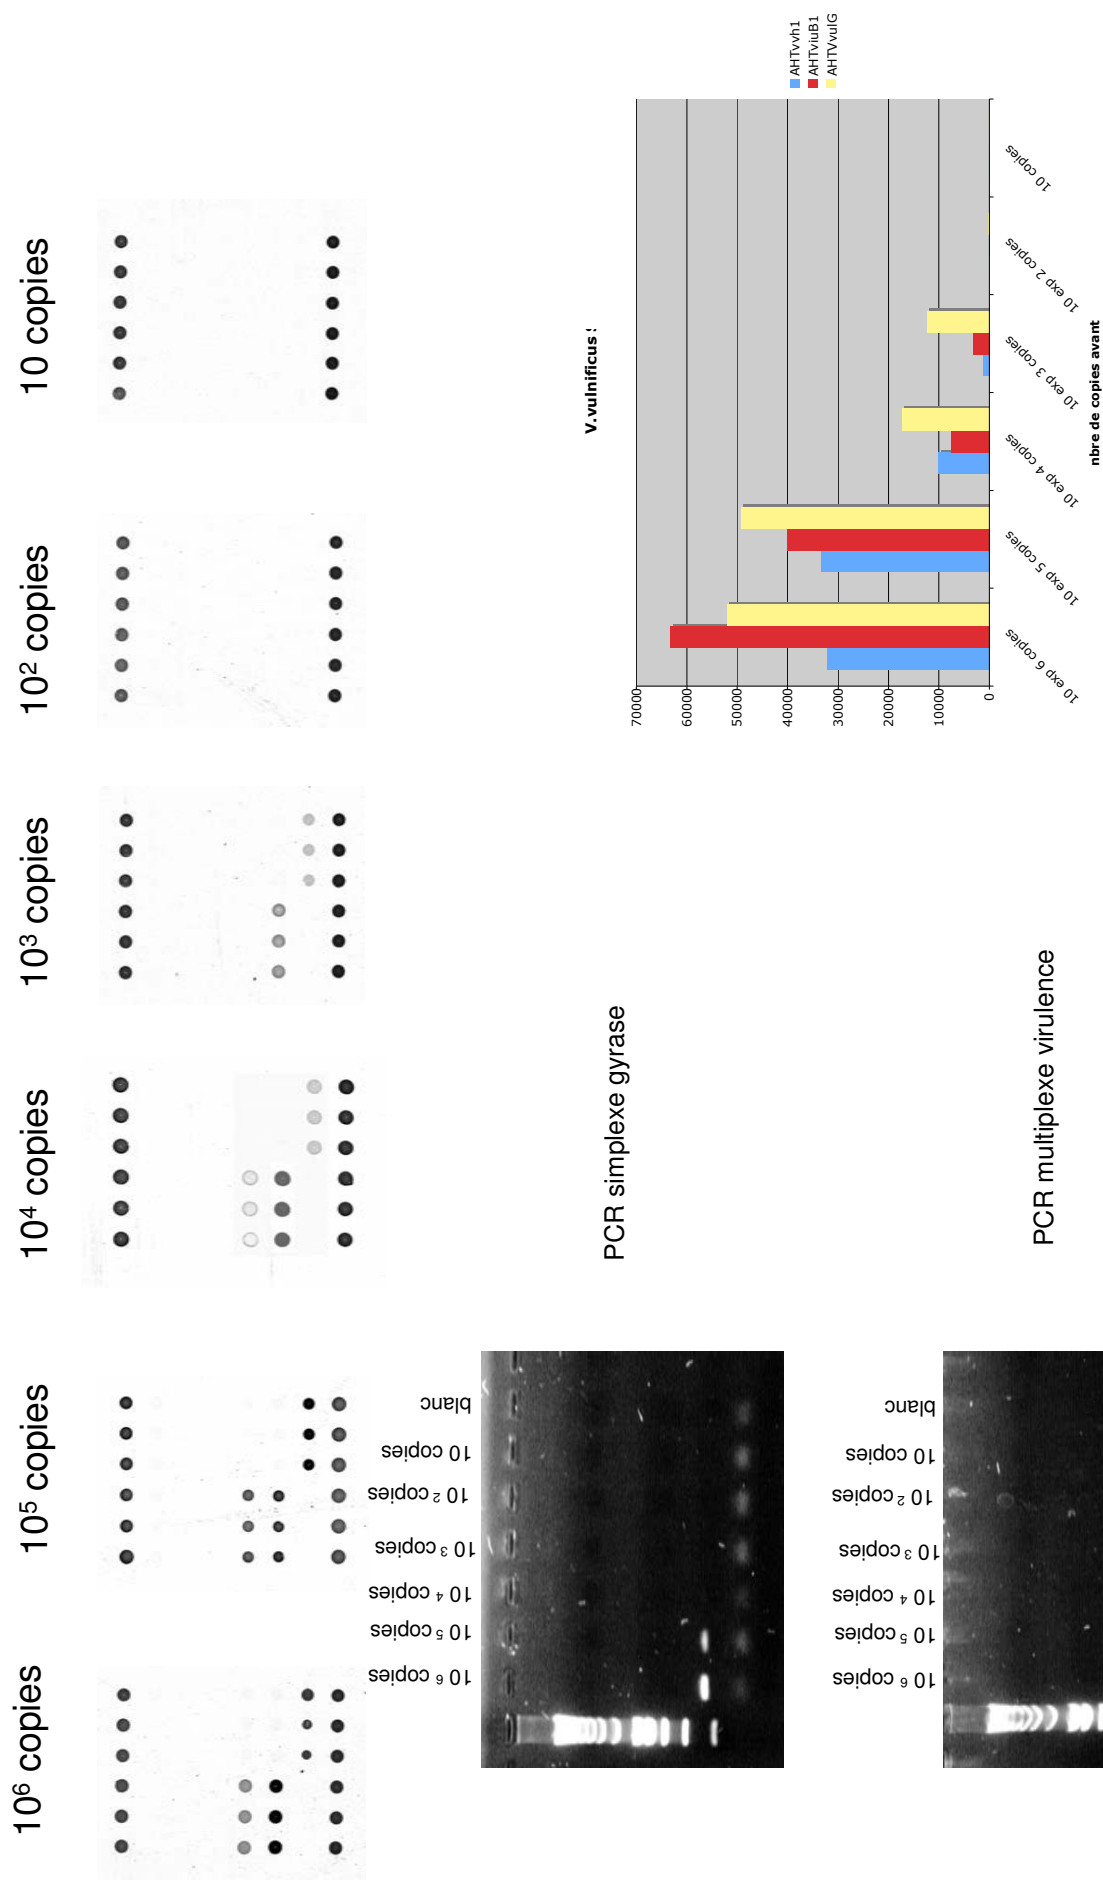 10⁶ copies
10⁵ copies
10⁴ copies
10³ copies
10² copies
10 copies
10 ⁶ copies
10 ⁵ copies
10 ⁴ copies
10 ³ copies
10 ² copies
10 copies
blanc
PCR simplexe gyrase
V.vulnificus
70000
60000
50000
40000
30000
20000
10000
0
10 exp 6 copies
10 exp 5 copies
10 exp 4 copies
10 exp 3 copies
10 exp 2 copies
10 copies
nbre de copies avant
AHTvvh1
AHTviuB1
AHTVvulG
10 ⁶ copies
10 ⁵ copies
10 ⁴ copies
10 ³ copies
10 ² copies
10 copies
blanc
PCR multiplexe virulence